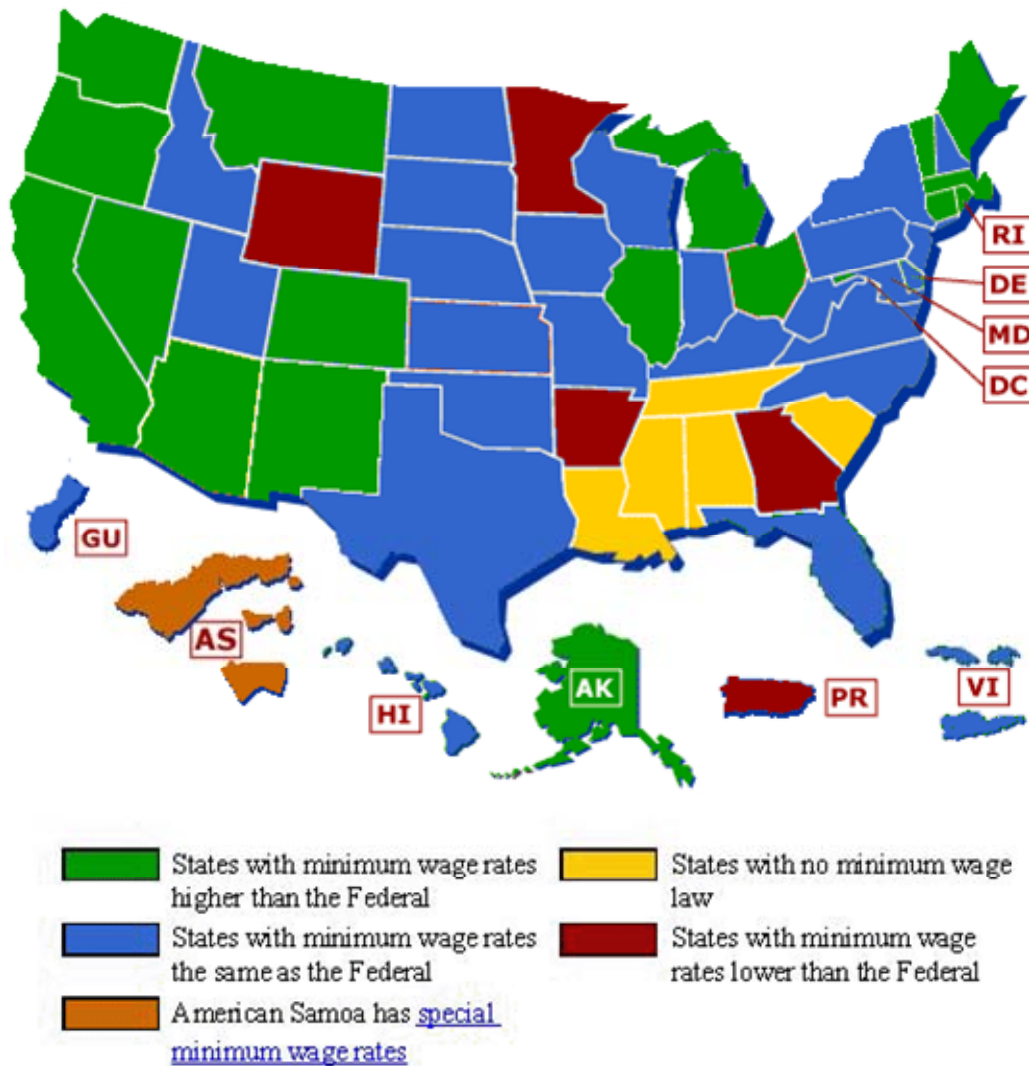 RI
DE
MD
DC
GU
AS
HI
AK
PR
VI
States with minimum wage rates
higher than the Federal
States with no minimum wage
law
States with minimum wage rates
the same as the Federal
States with minimum wage
rates lower than the Federal
American Samoa has special
minimum wage rates